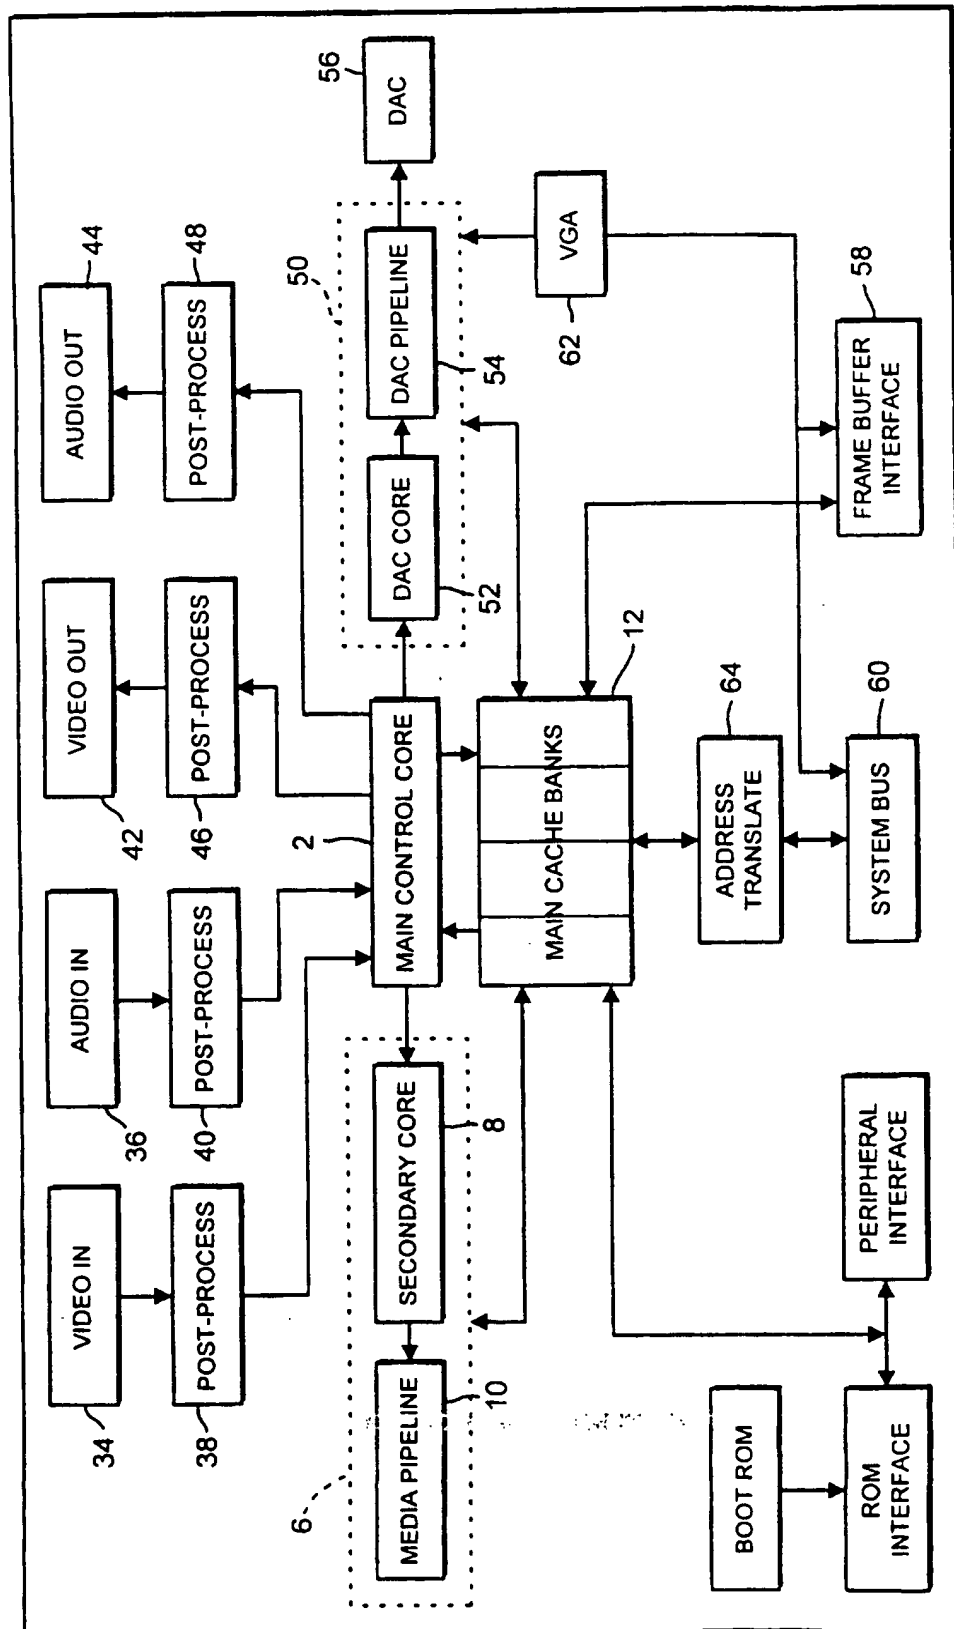 34
VIDEO IN
36
AUDIO IN
42
VIDEO OUT
44
AUDIO OUT
38
POST-PROCESS
40
POST-PROCESS
46
POST-PROCESS
48
POST-PROCESS
6
MEDIA PIPELINE
10
SECONDARY CORE
8
2
MAIN CONTROL CORE
50
DAC CORE
52
DAC PIPELINE
54
DAC
56
MAIN CACHE BANKS
12
VGA
62
BOOT ROM
ADDRESS
TRANSLATE
64
ROM
INTERFACE
PERIPHERAL
INTERFACE
SYSTEM BUS
60
FRAME BUFFER
INTERFACE
58